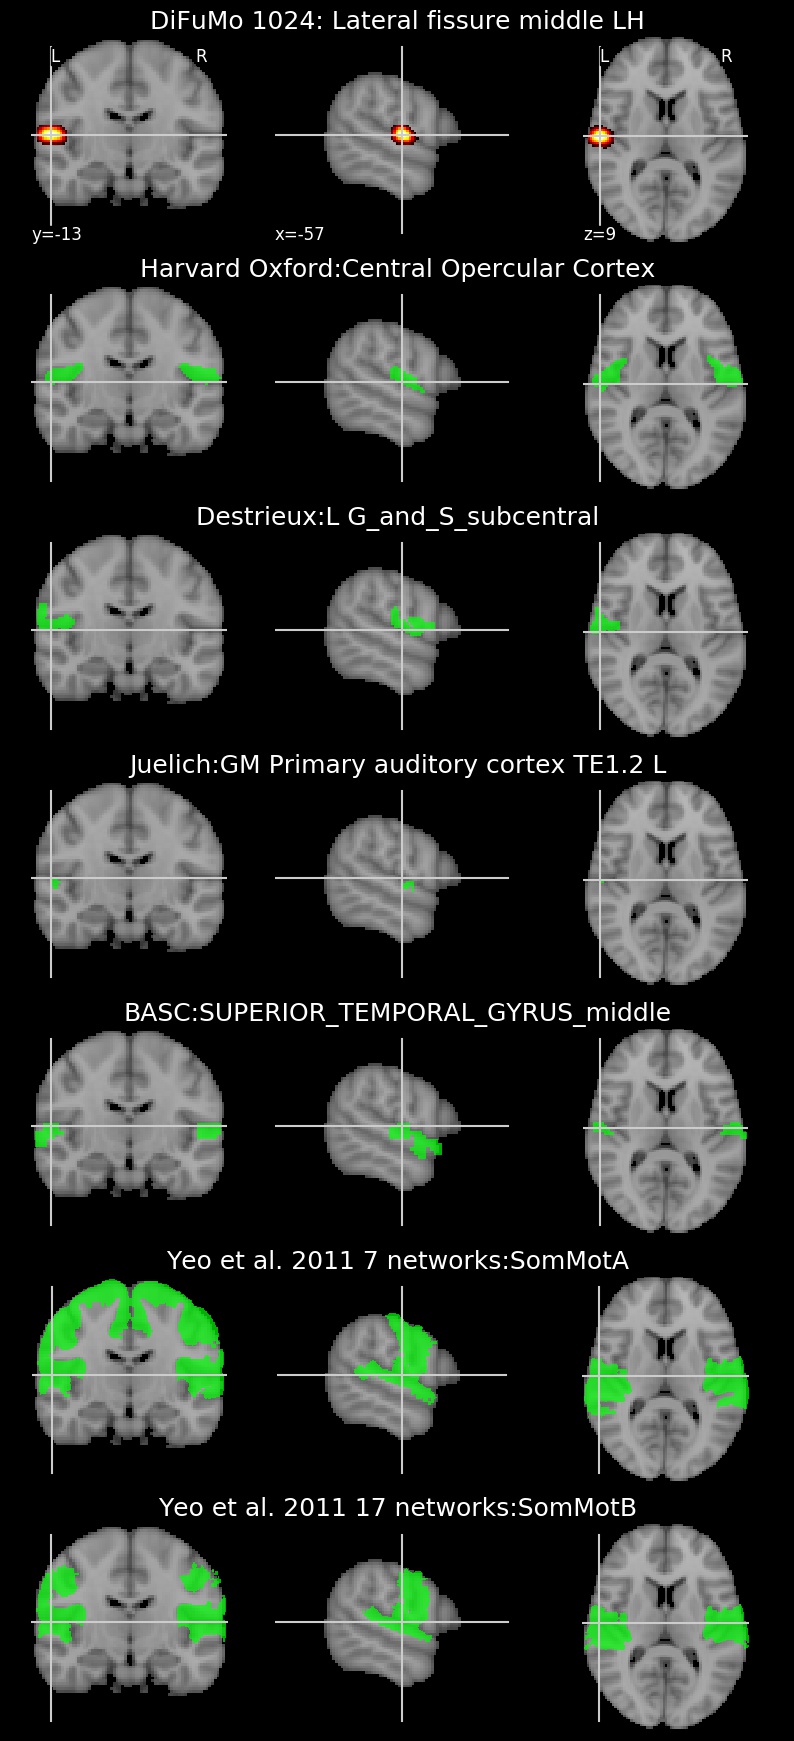 DiFuMo 1024: Lateral fissure middle LH
L R L R
y=-13 x=-57 z=9
Harvard Oxford:Central Opercular Cortex
Destrieux:L G_and_S_subcentral
Juelich:GM Primary auditory cortex TE1.2 L
BASC:SUPERIOR_TEMPORAL_GYRUS_middle
Yeo et al. 2011 7 networks:SomMotA
Yeo et al. 2011 17 networks:SomMotB